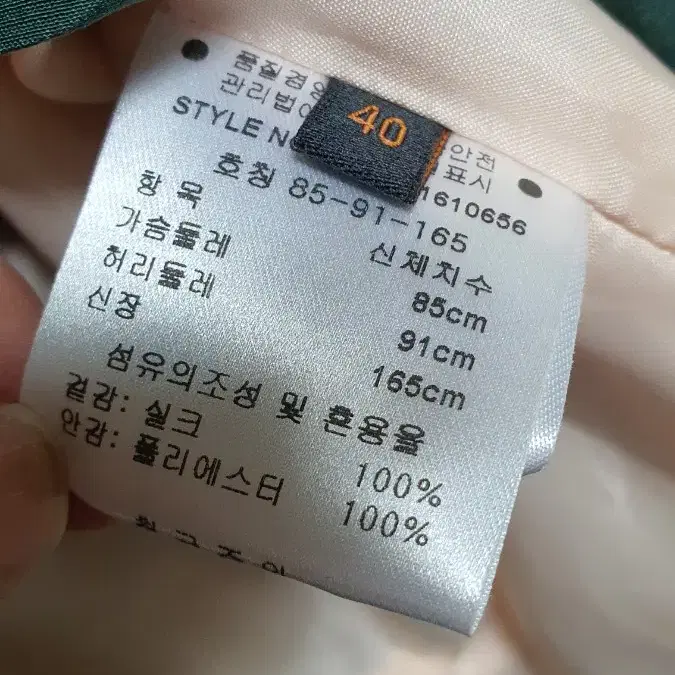 품질경영
관리법에
안전
표시
40
STYLE NO
1610656
호칭 85-91-165
항 목 신체치수
가슴둘레 85cm
허리둘레 91cm
신장 165cm
섬유의조성 및 혼용율
겉감: 실크 100%
안감: 폴리에스터 100%